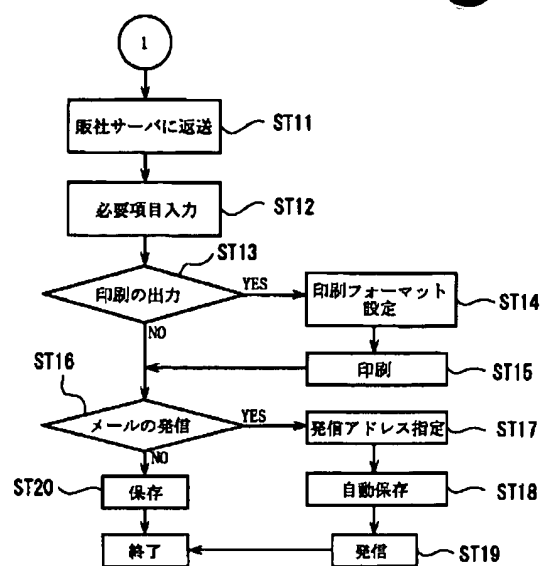 1
販社サーバに返送
ST11
必要項目入力
ST12
ST13
印刷の出力
YES
印刷フォーマット
設定
ST14
NO
印刷
ST15
ST16
メールの発信
YES
発信アドレス指定
ST17
NO
ST20
保存
自動保存
ST18
終了
発信
ST19